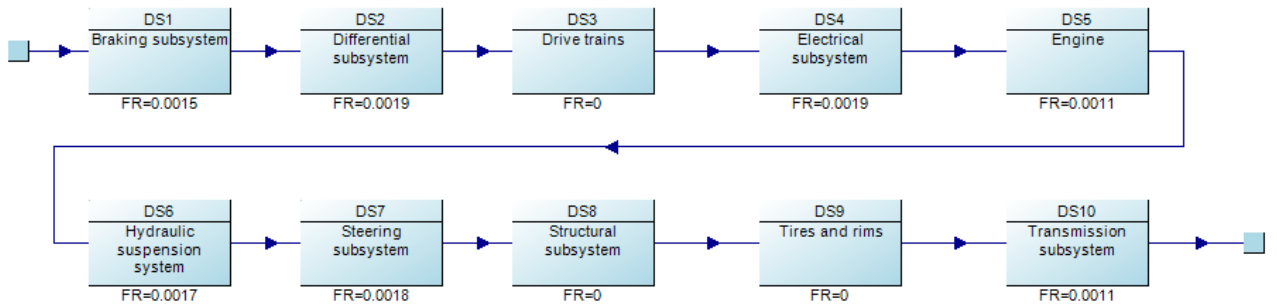 DS1
Braking subsystem
FR=0.0015
DS2
Differential
subsystem
FR=0.0019
DS3
Drive trains
FR=0
DS4
Electrical
subsystem
FR=0.0019
DS5
Engine
FR=0.0011
DS6
Hydraulic
suspension
system
FR=0.0017
DS7
Steering
subsystem
FR=0.0018
DS8
Structural
subsystem
FR=0
DS9
Tires and rims
FR=0
DS10
Transmission
subsystem
FR=0.0011